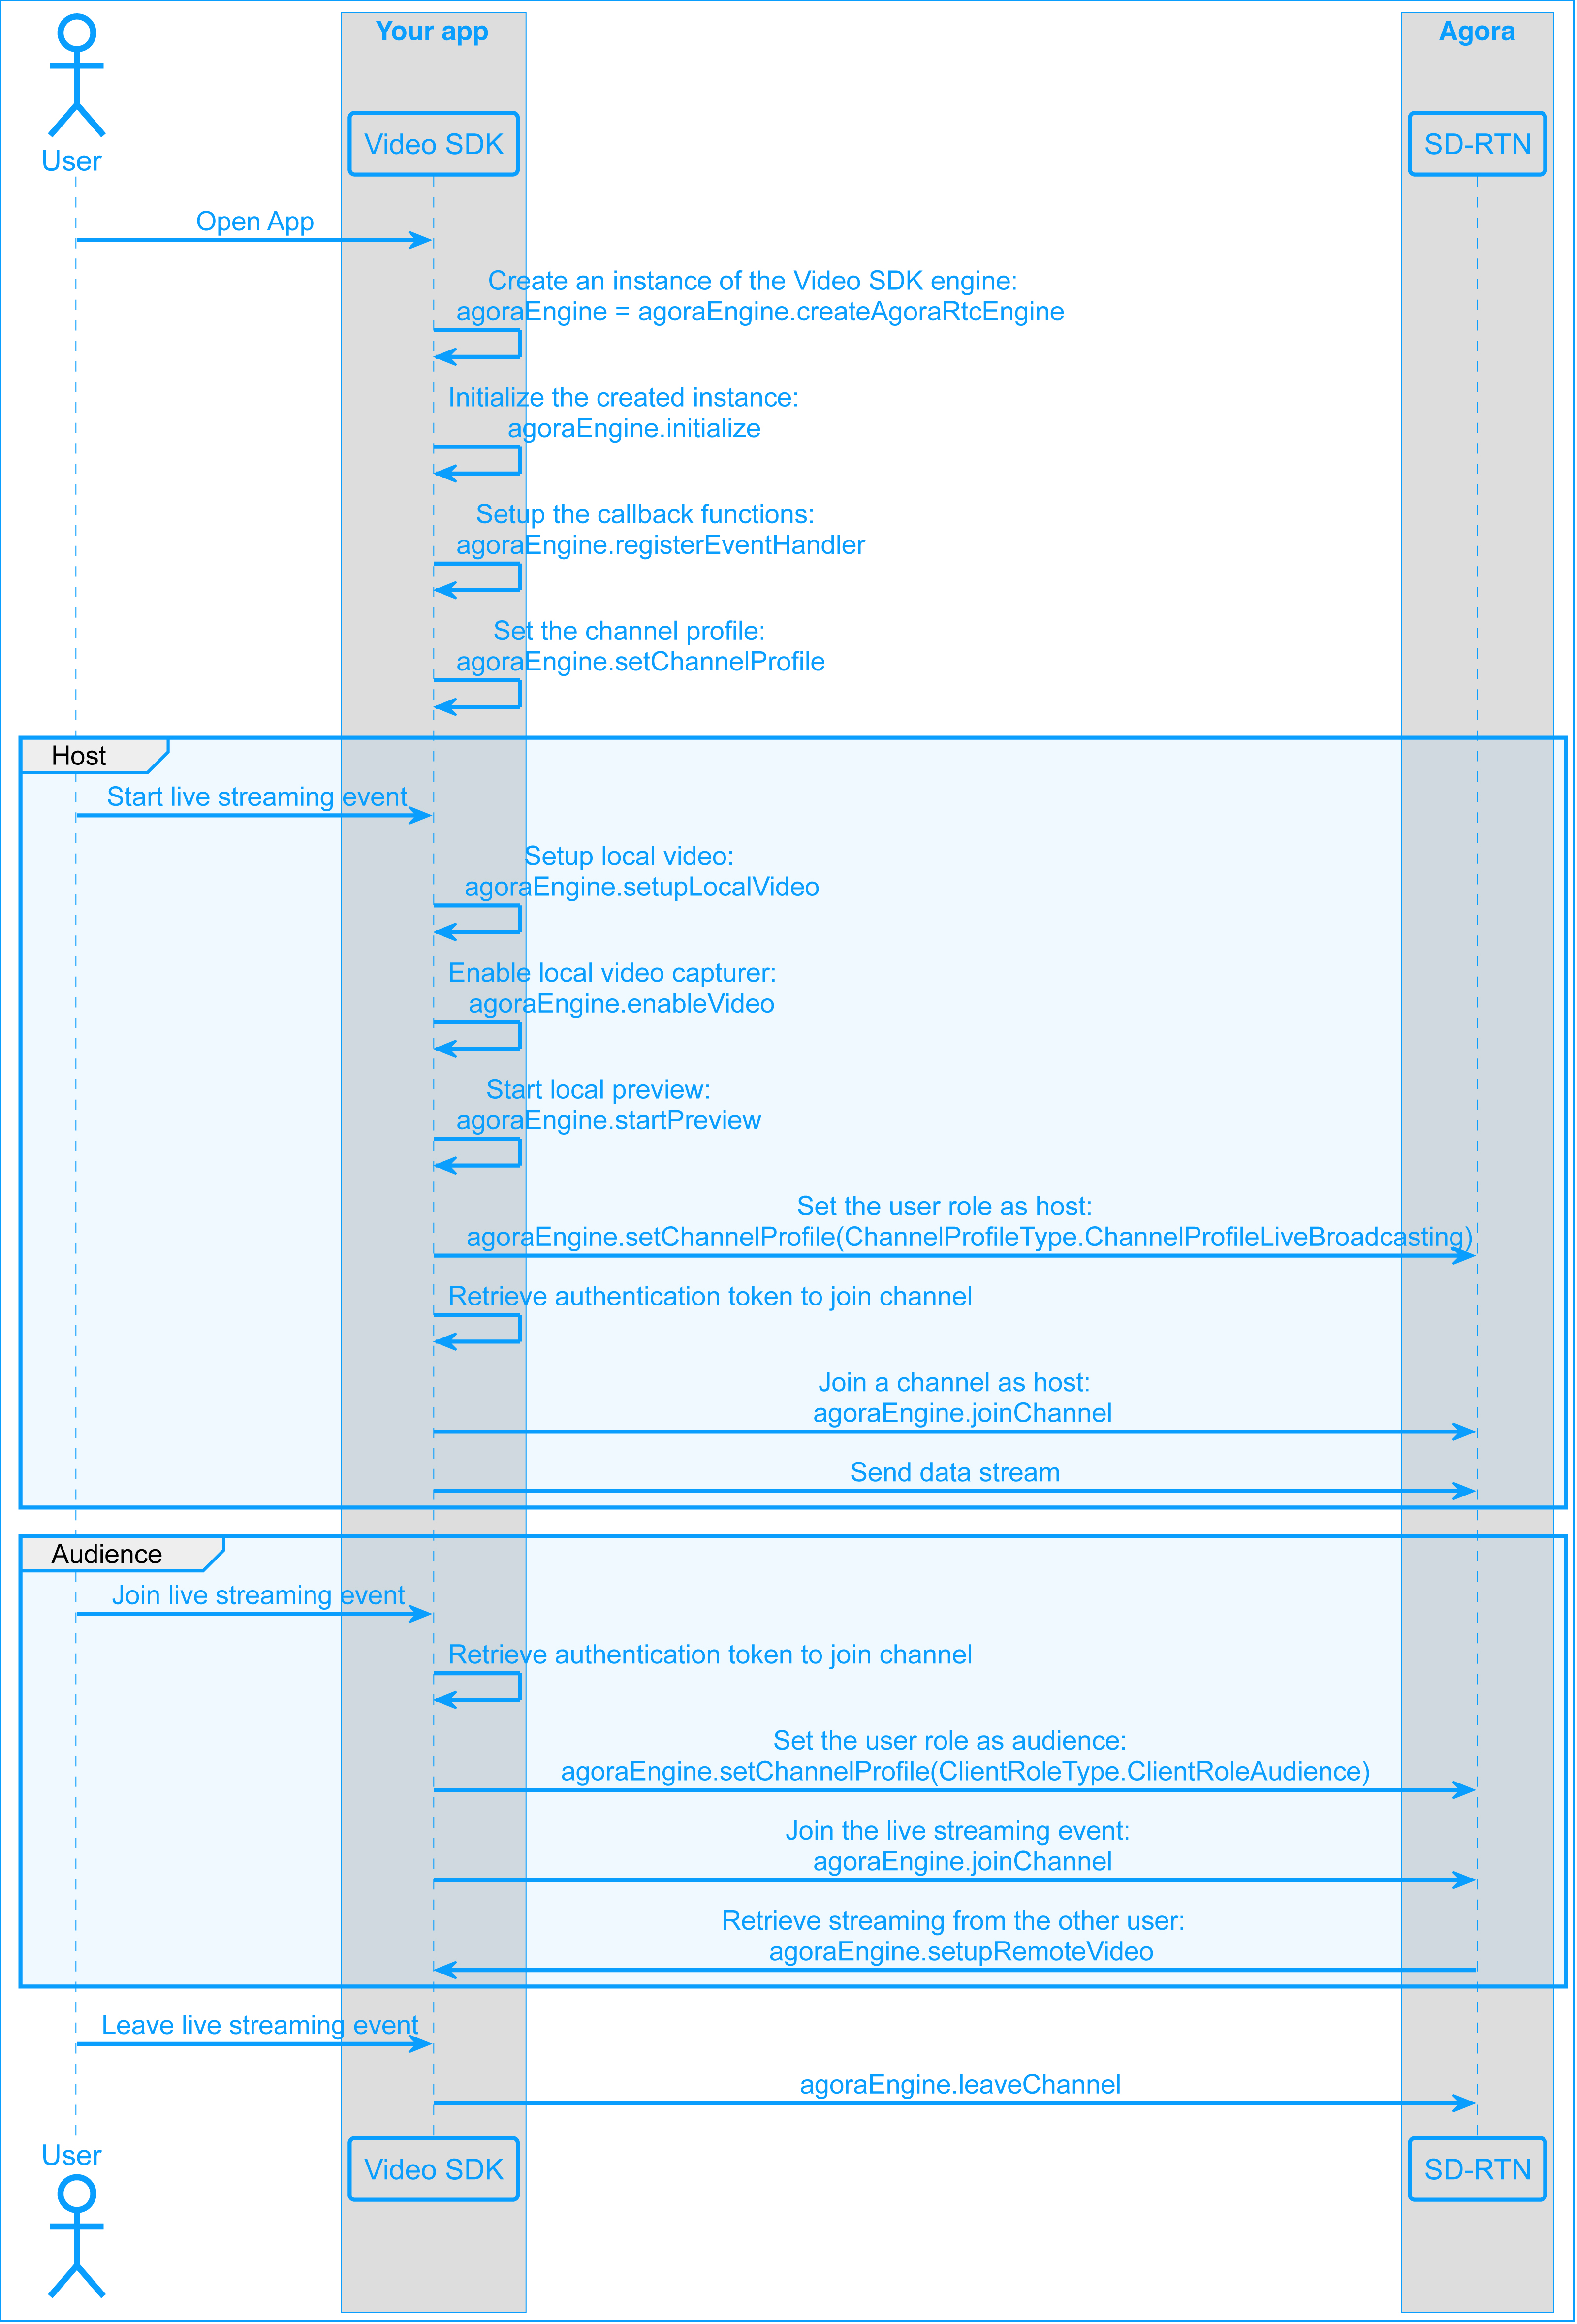 Your app
Agora
Video SDK
SD-RTN
User
Open App
Create an instance of the Video SDK engine:
agoraEngine = agoraEngine.createAgoraRtcEngine
Initialize the created instance:
agoraEngine.initialize
Setup the callback functions:
agoraEngine.registerEventHandler
Set the channel profile:
agoraEngine.setChannelProfile
Host
Start live streaming event
Setup local video:
agoraEngine.setupLocalVideo
Enable local video capturer:
agoraEngine.enableVideo
Start local preview:
agoraEngine.startPreview
Set the user role as host:
agoraEngine.setChannelProfile(ChannelProfileType.ChannelProfileLiveBroadcasting)
Retrieve authentication token to join channel
Join a channel as host:
agoraEngine.joinChannel
Send data stream
Audience
Join live streaming event
Retrieve authentication token to join channel
Set the user role as audience:
agoraEngine.setChannelProfile(ClientRoleType.ClientRoleAudience)
Join the live streaming event:
agoraEngine.joinChannel
Retrieve streaming from the other user:
agoraEngine.setupRemoteVideo
Leave live streaming event
agoraEngine.leaveChannel
User
Video SDK
SD-RTN